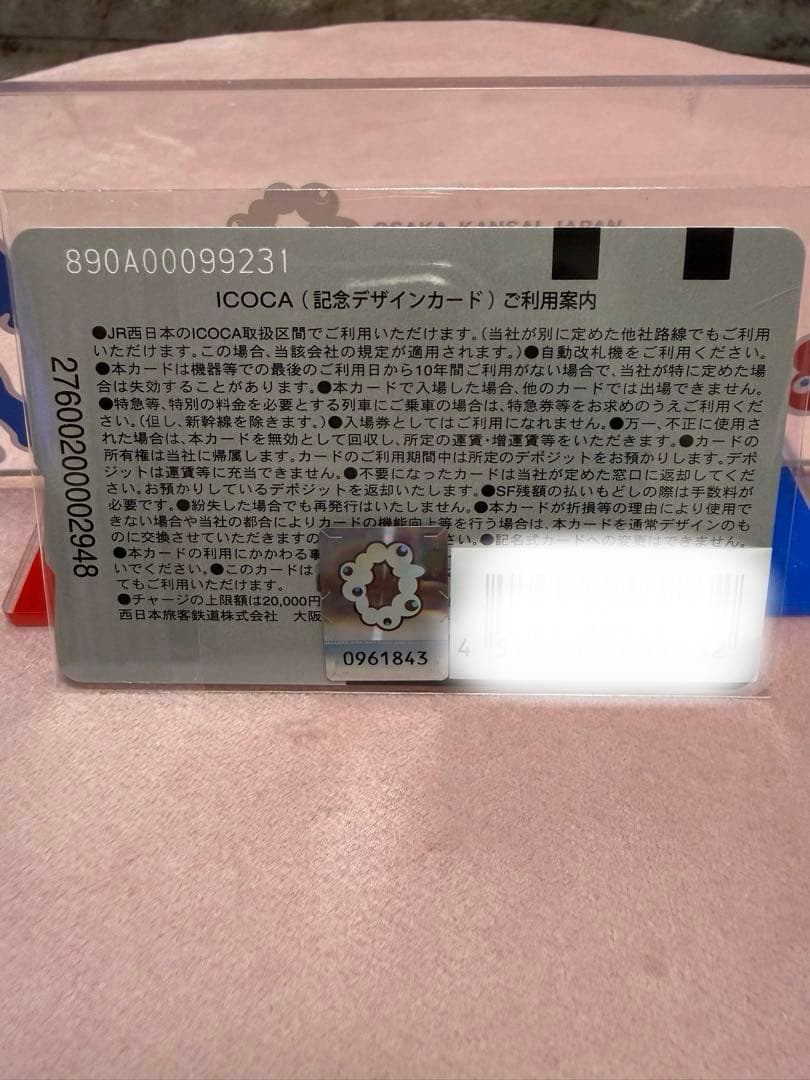 OSAKA KANSAI JAPAN
890A00099231
ICOCA（記念デザインカード）ご利用案内
●JR西日本のICOCA取扱区間でご利用いただけます。（当社が別に定めた他社路線でもご利用
いただけます。この場合、当該会社の規定が適用されます。）●自動改札機をご利用ください。
●本カードは機器等での最後のご利用日から10年間ご利用がない場合で、当社が特に定めた場
合は失効することがあります。●本カードで入場した場合、他のカードでは出場できません。
●特急等、特別の料金を必要とする列車にご乗車の場合は、特急券等をお求めのうえご利用くだ
さい。（但し、新幹線を除きます。）●入場券としてはご利用になれません。●万一、不正に使用さ
れた場合は、本カードを無効として回収し、所定の運賃・増運賃等をいただきます。●カードの
所有権は当社に帰属します。カードのご利用期間中は所定のデポジットをお預かりします。デポ
ジットは運賃等に充当できません。●不要になったカードは当社が定めた窓口に返却してくだ
さい。お預かりしているデポジットを返却いたします。●SF残額の払いもどしの際は手数料が
必要です。●紛失した場合でも再発行はいたしません。●本カードが折損等の理由により使用で
きない場合や当社の都合によりカードの機能向上等を行う場合は、本カードを通常デザインのも
のに交換させていただきますの さい。●記名式カードへの変更はできません。
●本カードの利用にかかわる事
いでください。●このカードは
てもご利用いただけます。
●チャージの上限額は20,000円
西日本旅客鉄道株式会社 大阪
27600200002948
0961843
4